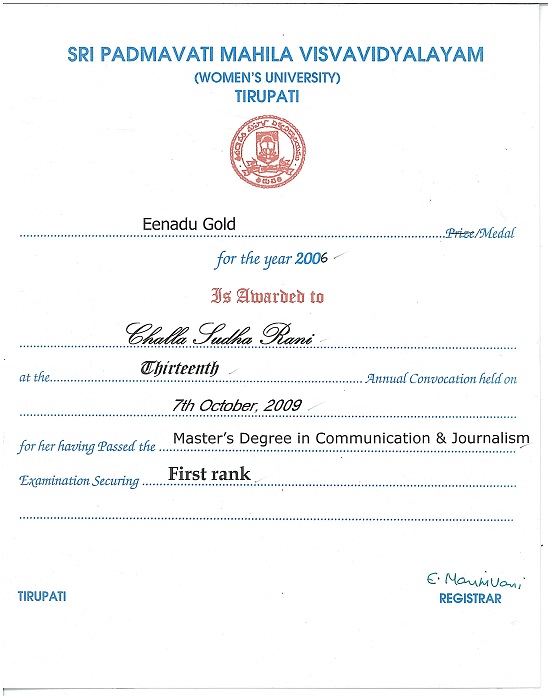 SRI PADMAVATI MAHILA VISVAVIDYALAYAM
(WOMEN'S UNIVERSITY)
TIRUPATI
Eenadu Gold Prize/Medal
for the year 2006
Is Awarded to
Challa Sudha Rani
at the Thirteenth Annual Convocation held on
7th October, 2009
for her having Passed the Master's Degree in Communication & Journalism
Examination Securing First rank
TIRUPATI
REGISTRAR